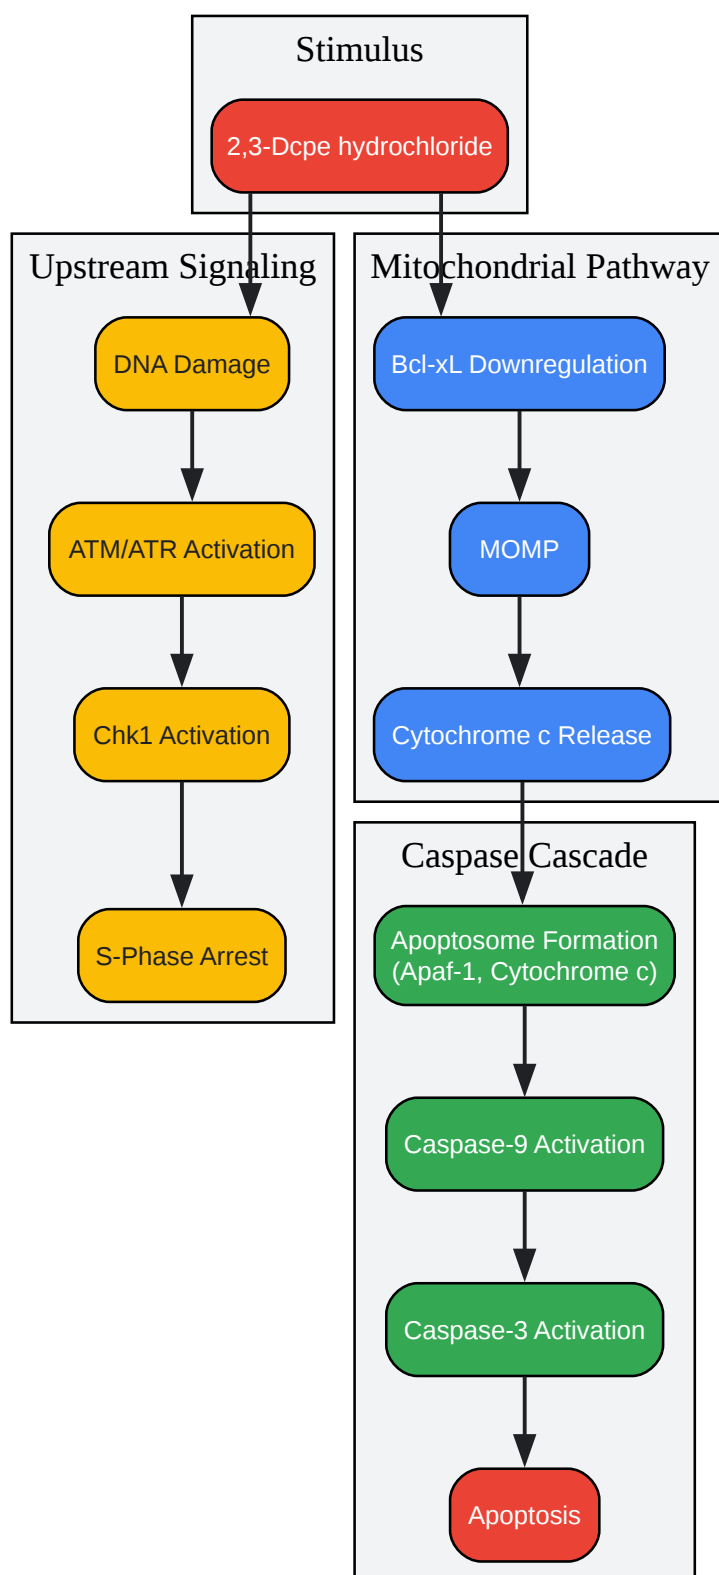 Stimulus
2,3-Dcpe hydrochloride
Upstream Signaling
DNA Damage
ATM/ATR Activation
Chk1 Activation
S-Phase Arrest
Mitochondrial Pathway
Bcl-xL Downregulation
MOMP
Cytochrome c Release
Caspase Cascade
Apoptosome Formation
(Apaf-1, Cytochrome c)
Caspase-9 Activation
Caspase-3 Activation
Apoptosis